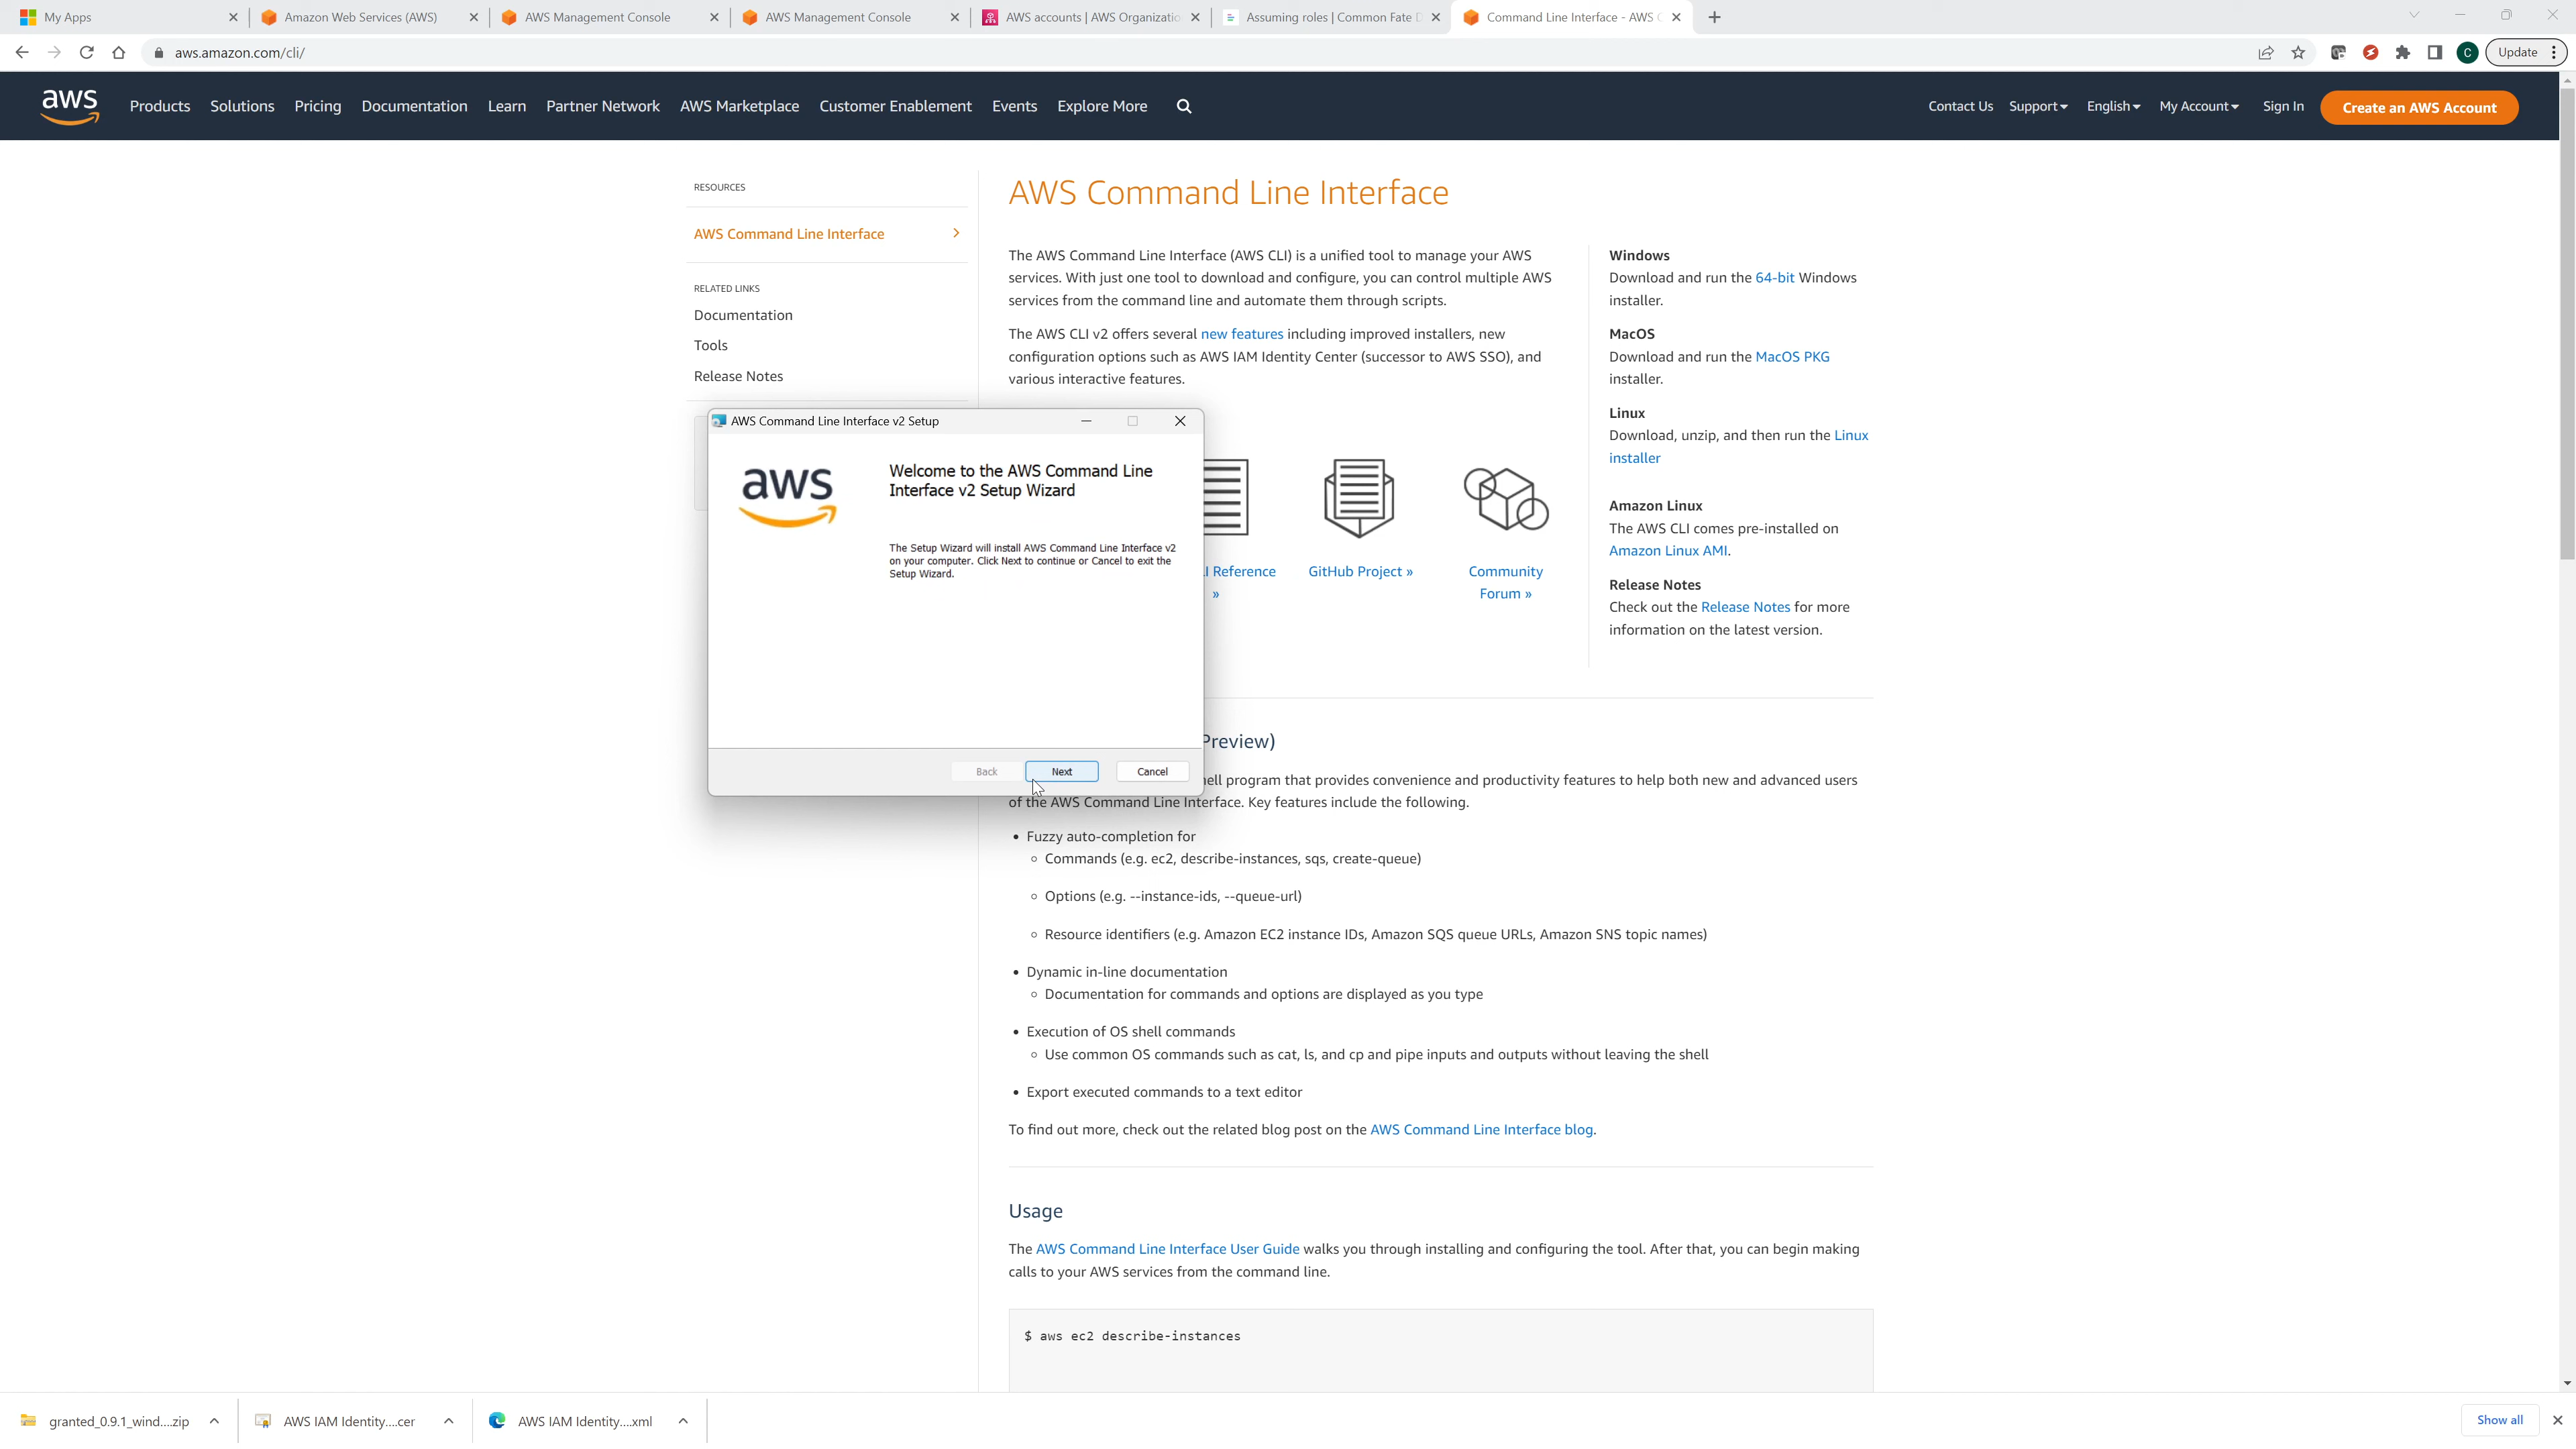 My Apps
Amazon Web Services (AWS)
AWS Management Console
AWS Management Console
AWS accounts | AWS Organizatio
Assuming roles | Common Fate D
Command Line Interface - AWS C
aws.amazon.com/cli/
C
Update
aws
Products
Solutions
Pricing
Documentation
Learn
Partner Network
AWS Marketplace
Customer Enablement
Events
Explore More
Contact Us
Support
English
My Account
Sign In
Create an AWS Account
RESOURCES
AWS Command Line Interface
RELATED LINKS
Documentation
Tools
Release Notes
AWS Command Line Interface
The AWS Command Line Interface (AWS CLI) is a unified tool to manage your AWS
services. With just one tool to download and configure, you can control multiple AWS
services from the command line and automate them through scripts.
The AWS CLI v2 offers several new features including improved installers, new
configuration options such as AWS IAM Identity Center (successor to AWS SSO), and
various interactive features.
Windows
Download and run the 64-bit Windows
installer.
MacOS
Download and run the MacOS PKG
installer.
Linux
Download, unzip, and then run the Linux
installer
Amazon Linux
The AWS CLI comes pre-installed on
Amazon Linux AMI.
Release Notes
Check out the Release Notes for more
information on the latest version.
AWS Command Line Interface v2 Setup
aws
Welcome to the AWS Command Line
Interface v2 Setup Wizard
The Setup Wizard will install AWS Command Line Interface v2
on your computer. Click Next to continue or Cancel to exit the
Setup Wizard.
Back
Next
Cancel
I Reference
»
GitHub Project »
Community
Forum »
Preview)
ell program that provides convenience and productivity features to help both new and advanced users
of the AWS Command Line Interface. Key features include the following.
• Fuzzy auto-completion for
Commands (e.g. ec2, describe-instances, sqs, create-queue)
Options (e.g. --instance-ids, --queue-url)
Resource identifiers (e.g. Amazon EC2 instance IDs, Amazon SQS queue URLs, Amazon SNS topic names)
• Dynamic in-line documentation
Documentation for commands and options are displayed as you type
• Execution of OS shell commands
Use common OS commands such as cat, ls, and cp and pipe inputs and outputs without leaving the shell
• Export executed commands to a text editor
To find out more, check out the related blog post on the AWS Command Line Interface blog.
Usage
The AWS Command Line Interface User Guide walks you through installing and configuring the tool. After that, you can begin making
calls to your AWS services from the command line.
$ aws ec2 describe-instances
granted_0.9.1_wind....zip
AWS IAM Identity....cer
AWS IAM Identity....xml
Show all